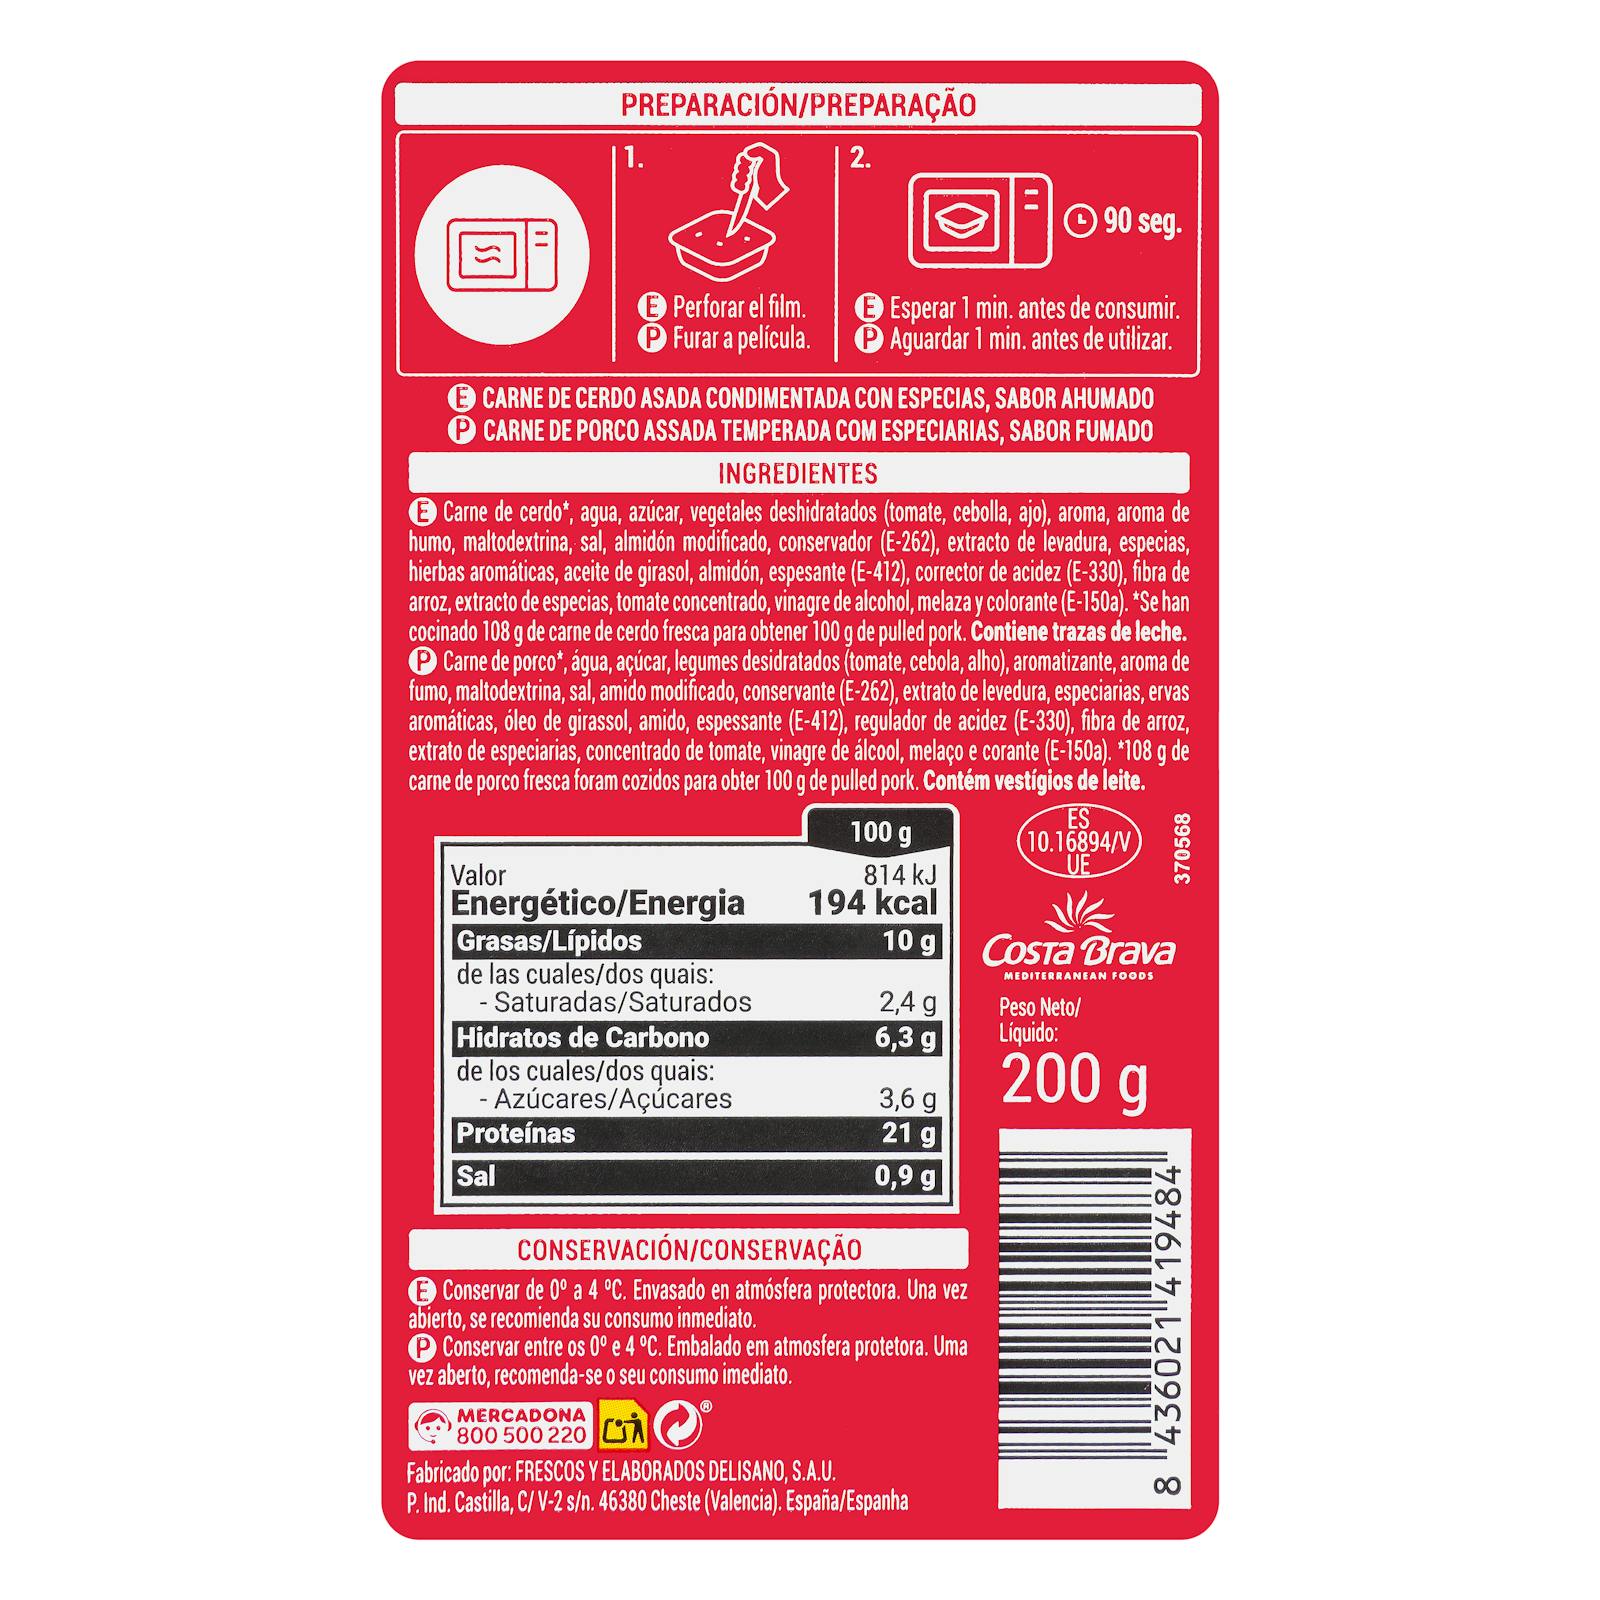 PREPARACIÓN/PREPARAÇÃO
1.
E Perforar el film.
P Furar a película.
2.
90 seg.
E Esperar 1 min. antes de consumir.
P Aguardar 1 min. antes de utilizar.
E CARNE DE CERDO ASADA CONDIMENTADA CON ESPECIAS, SABOR AHUMADO
P CARNE DE PORCO ASSADA TEMPERADA COM ESPECIARIAS, SABOR FUMADO
INGREDIENTES
E Carne de cerdo*, agua, azúcar, vegetales deshidratados (tomate, cebolla, ajo), aroma, aroma de
humo, maltodextrina, sal, almidón modificado, conservador (E-262), extracto de levadura, especias,
hierbas aromáticas, aceite de girasol, almidón, espesante (E-412), corrector de acidez (E-330), fibra de
arroz, extracto de especias, tomate concentrado, vinagre de alcohol, melaza y colorante (E-150a). *Se han
cocinado 108 g de carne de cerdo fresca para obtener 100 g de pulled pork. Contiene trazas de leche.
P Carne de porco*, água, açúcar, legumes desidratados (tomate, cebola, alho), aromatizante, aroma de
fumo, maltodextrina, sal, amido modificado, conservante (E-262), extrato de levedura, especiarias, ervas
aromáticas, óleo de girassol, amido, espessante (E-412), regulador de acidez (E-330), fibra de arroz,
extrato de especiarias, concentrado de tomate, vinagre de álcool, melaço e corante (E-150a). *108 g de
carne de porco fresca foram cozidos para obter 100 g de pulled pork. Contém vestígios de leite.
100 g
Valor 814 kJ
Energético/Energia 194 kcal
Grasas/Lípidos 10 g
de las cuales/dos quais:
- Saturadas/Saturados 2,4 g
Hidratos de Carbono 6,3 g
de los cuales/dos quais:
- Azúcares/Açúcares 3,6 g
Proteínas 21 g
Sal 0,9 g
ES
10.16894/V
UE
370568
Costa Brava
MEDITERRANEAN FOODS
Peso Neto/
Líquido:
200 g
8 436021 419484
CONSERVACIÓN/CONSERVAÇÃO
E Conservar de 0º a 4 ºC. Envasado en atmósfera protectora. Una vez
abierto, se recomienda su consumo inmediato.
P Conservar entre os 0º e 4 ºC. Embalado em atmosfera protetora. Uma
vez aberto, recomenda-se o seu consumo imediato.
MERCADONA
800 500 220
®
Fabricado por: FRESCOS Y ELABORADOS DELISANO, S.A.U.
P. Ind. Castilla, C/ V-2 s/n. 46380 Cheste (Valencia). España/Espanha